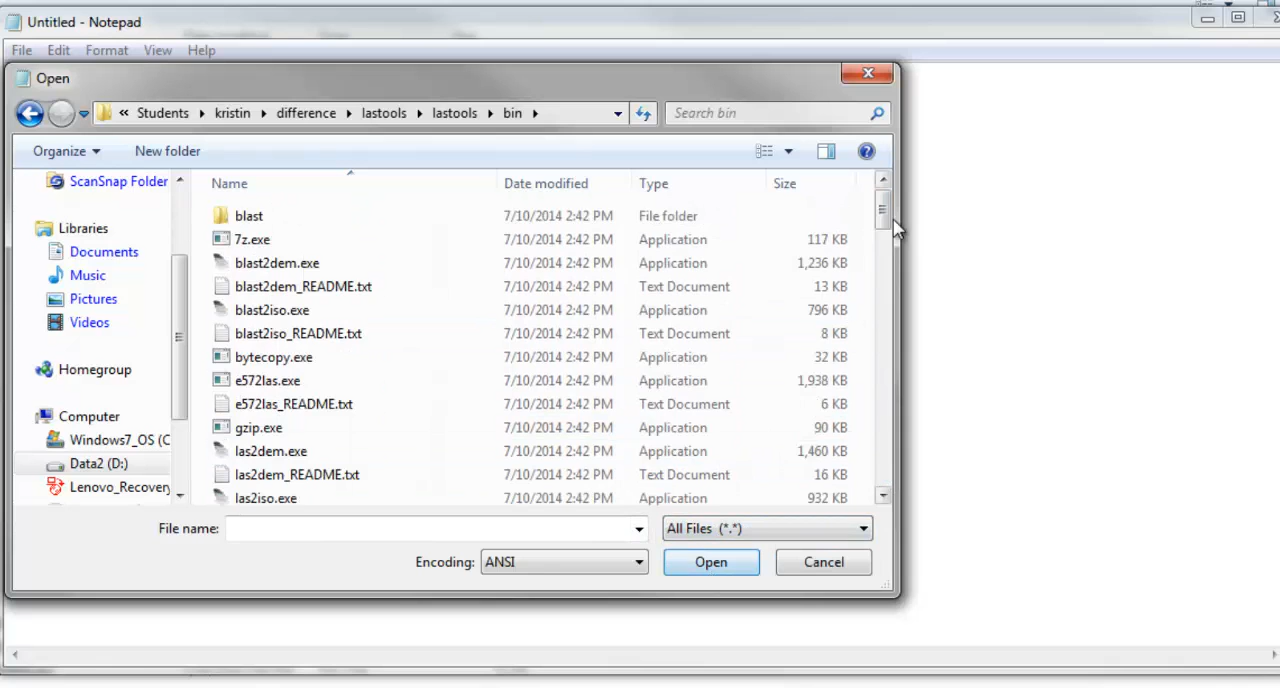 Untitled - Notepad
File Edit Format View Help
Open
« Students kristin difference lastools lastools bin
Search bin
Organize New folder
ScanSnap Folder
Libraries
Documents
Music
Pictures
Videos
Homegroup
Computer
Windows7_OS (C
Data2 (D:)
Lenovo_Recovery
Name Date modified Type Size
blast 7/10/2014 2:42 PM File folder
7z.exe 7/10/2014 2:42 PM Application 117 KB
blast2dem.exe 7/10/2014 2:42 PM Application 1,236 KB
blast2dem_README.txt 7/10/2014 2:42 PM Text Document 13 KB
blast2iso.exe 7/10/2014 2:42 PM Application 796 KB
blast2iso_README.txt 7/10/2014 2:42 PM Text Document 8 KB
bytecopy.exe 7/10/2014 2:42 PM Application 32 KB
e572las.exe 7/10/2014 2:42 PM Application 1,938 KB
e572las_README.txt 7/10/2014 2:42 PM Text Document 6 KB
gzip.exe 7/10/2014 2:42 PM Application 90 KB
las2dem.exe 7/10/2014 2:42 PM Application 1,460 KB
las2dem_README.txt 7/10/2014 2:42 PM Text Document 16 KB
las2iso.exe 7/10/2014 2:42 PM Application 932 KB
File name: All Files (*.*)
Encoding: ANSI Open Cancel